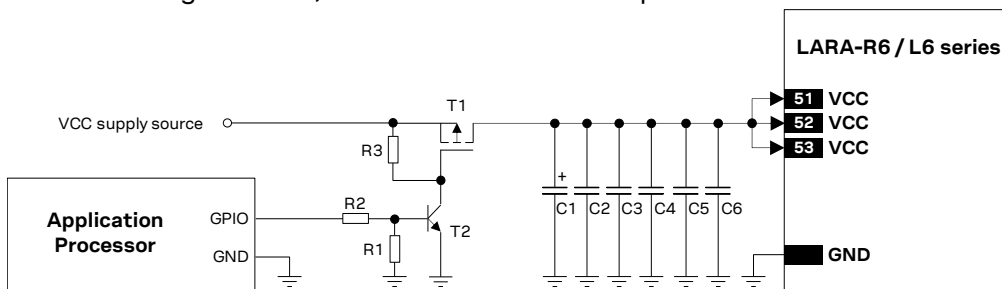 LARA-R6 / L6 series
T1
51 VCC
VCC supply source
52 VCC
R3
53 VCC
+
C1 C2 C3 C4 C5 C6
R2
Application
Processor
GPIO
T2
R1
GND
GND